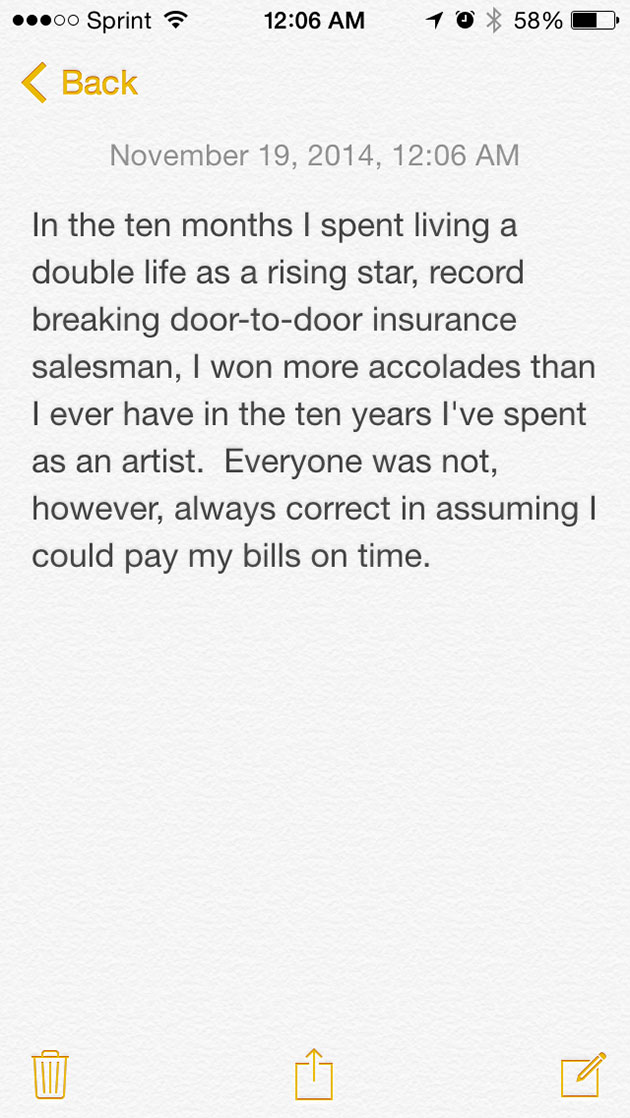 Sprint 12:06 AM 58%
Back
November 19, 2014, 12:06 AM
In the ten months I spent living a
double life as a rising star, record
breaking door-to-door insurance
salesman, I won more accolades than
I ever have in the ten years I've spent
as an artist.  Everyone was not,
however, always correct in assuming I
could pay my bills on time.